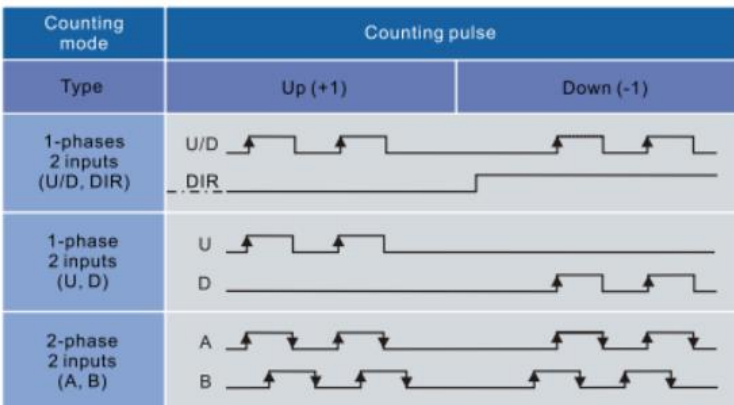 Counting
mode
Counting pulse
Type
Up (+1)
Down (-1)
1-phases
2 inputs
(U/D, DIR)
U/D
DIR
1-phase
2 inputs
(U, D)
U
D
2-phase
2 inputs
(A, B)
A
B